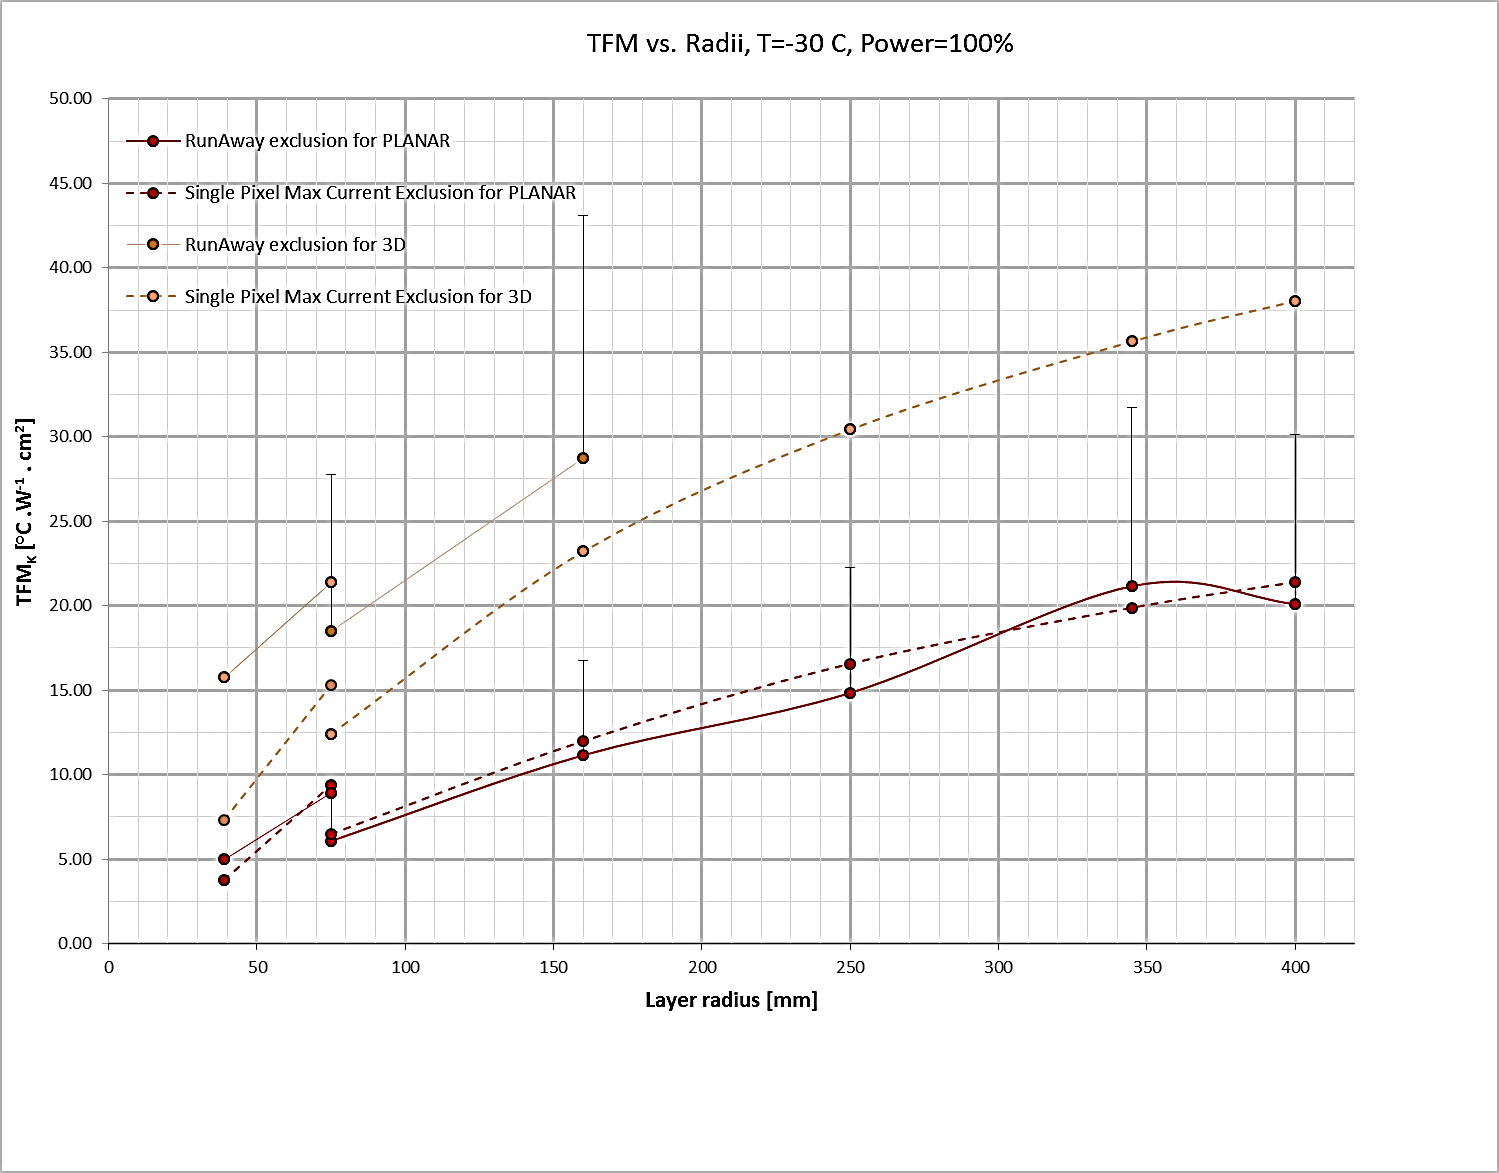 TFM vs. Radii, T=-30 C, Power=100%
50.00
45.00
40.00
35.00
30.00
25.00
20.00
15.00
10.00
5.00
0.00
RunAway exclusion for PLANAR
Single Pixel Max Current Exclusion for PLANAR
RunAway exclusion for 3D
Single Pixel Max Current Exclusion for 3D
TFMK [°C .W-1 . cm2]
0 50 100 150 200 250 300 350 400
Layer radius [mm]